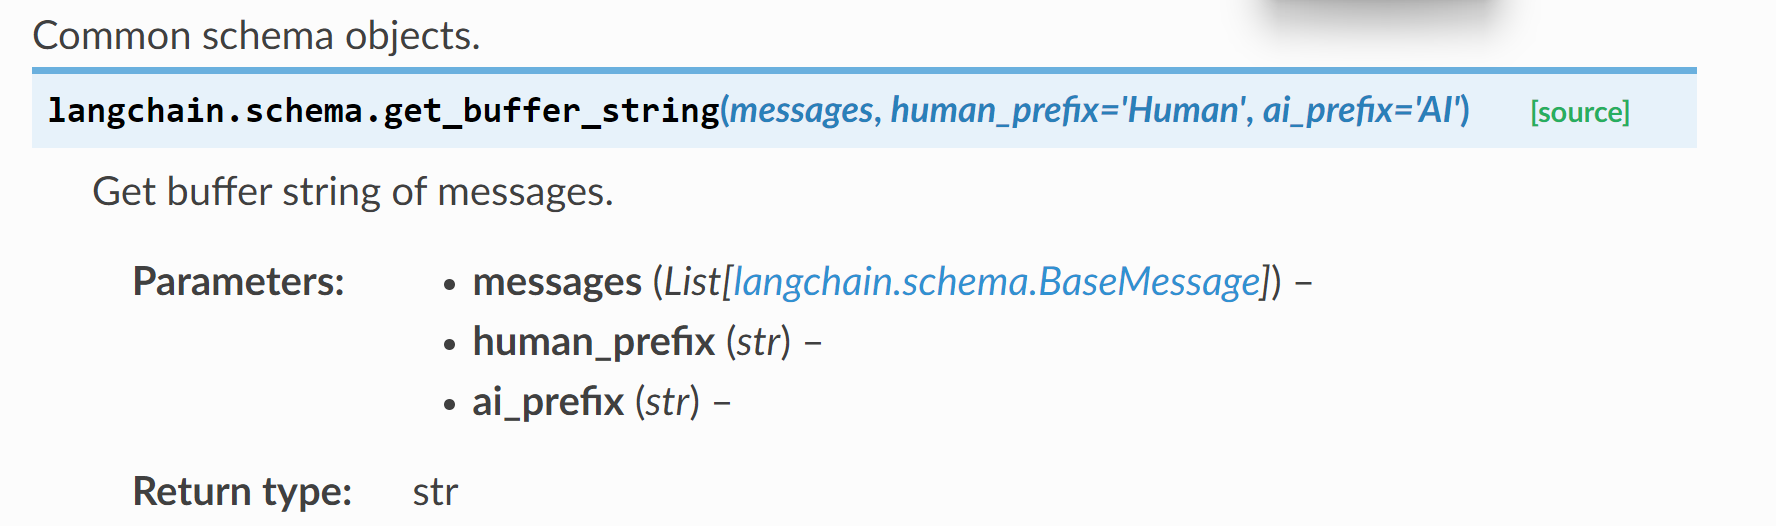 Common schema objects.
langchain.schema.get_buffer_string(messages, human_prefix='Human', ai_prefix='AI') [source]
Get buffer string of messages.
Parameters: • messages (List[langchain.schema.BaseMessage]) –
• human_prefix (str) –
• ai_prefix (str) –
Return type: str